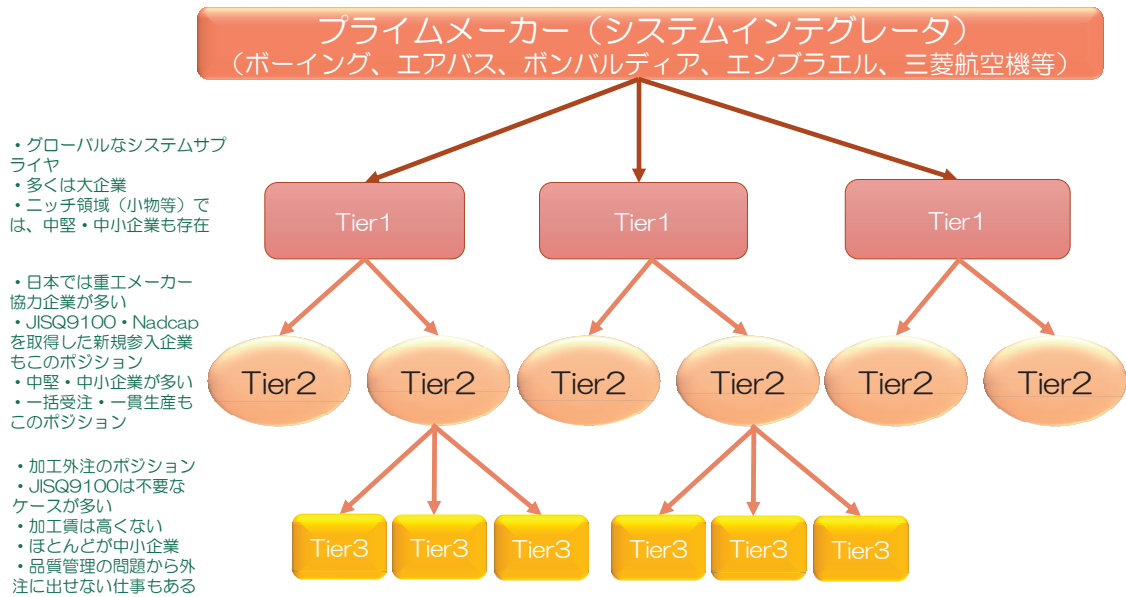 プライムメーカー（システムインテグレータ）
（ボーイング、エアバス、ボンバルディア、エンブラエル、三菱航空機等）
・グローバルなシステムサプ
ライヤ
・多くは大企業
・ニッチ領域（小物等）で
は、中堅・中小企業も存在
Tier1
Tier1
Tier1
・日本では重工メーカー
協力企業が多い
・JISQ9100・Nadcap
を取得した新規参入企業
もこのポジション
・中堅・中小企業が多い
・一括受注・一貫生産も
このポジション
Tier2
Tier2
Tier2
Tier2
Tier2
Tier2
・加工外注のポジション
・JISQ9100は不要な
ケースが多い
・加工賃は高くない
・ほとんどが中小企業
・品質管理の問題から外
注に出せない仕事もある
Tier3
Tier3
Tier3
Tier3
Tier3
Tier3